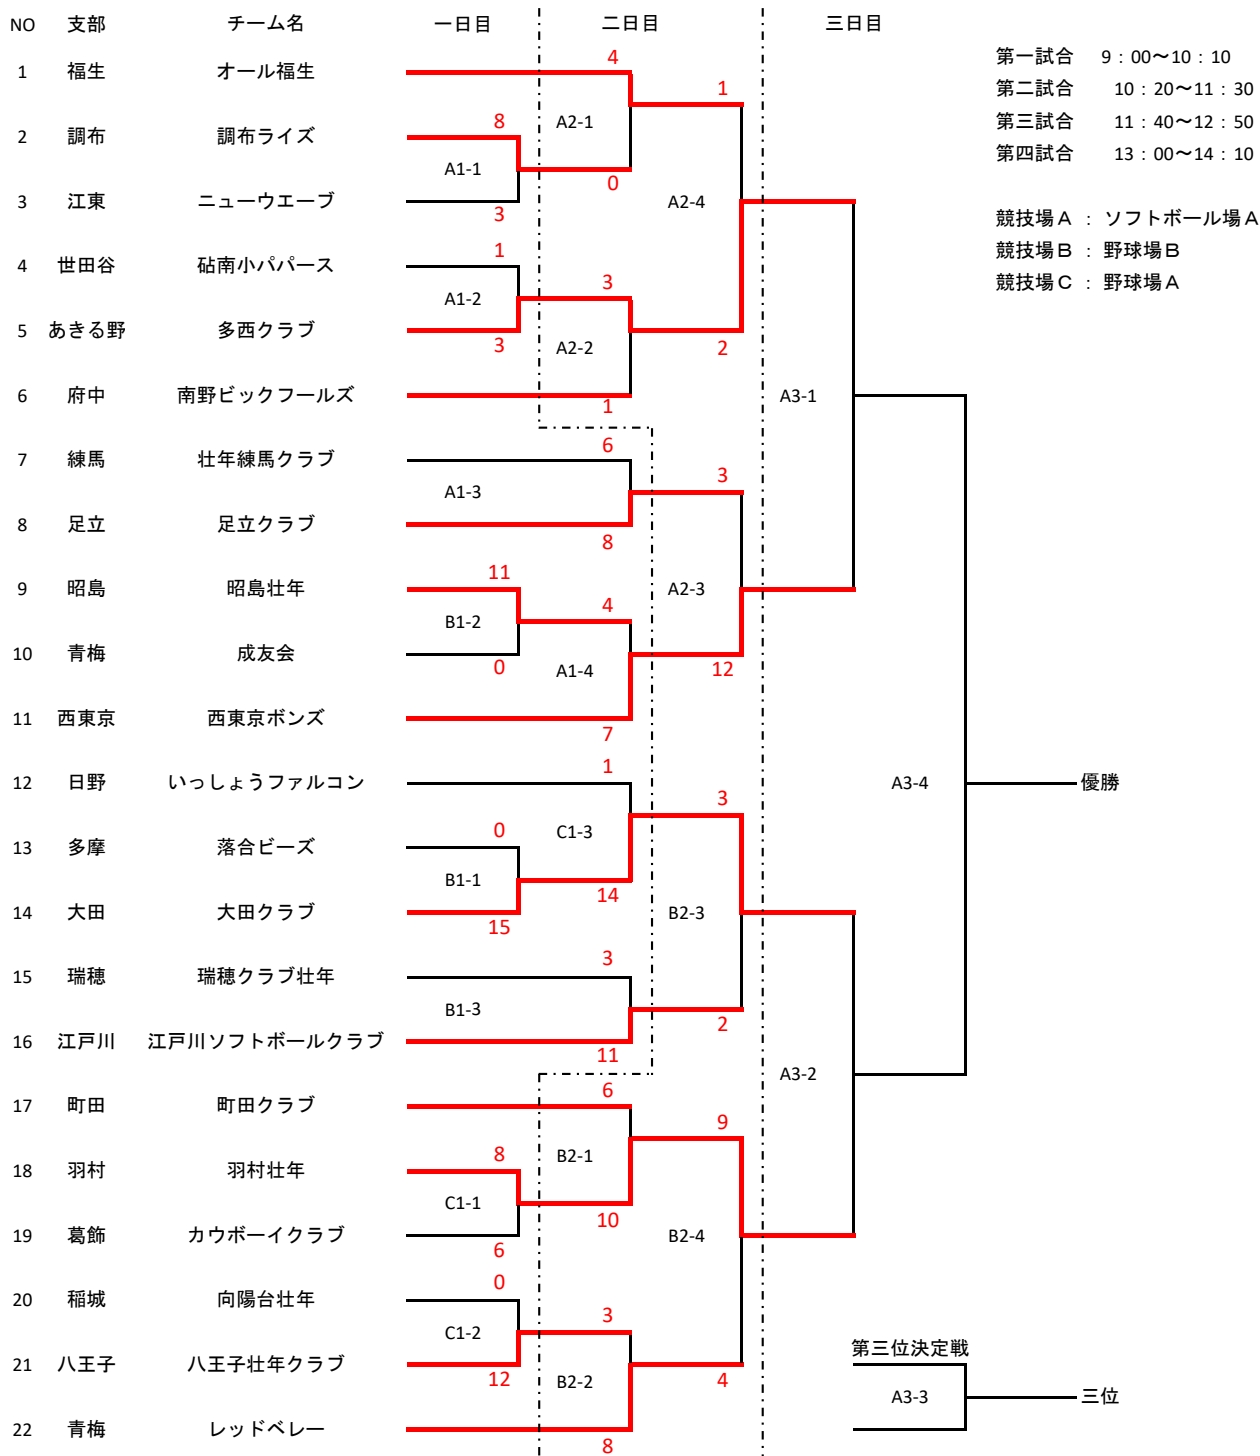 NO 支部 チーム名 一日目 二日目 三日目
1 福生 オール福生 4
1
第一試合 9：00～10：10
第二試合 10：20～11：30
第三試合 11：40～12：50
第四試合 13：00～14：10
2 調布 調布ライズ 8 A2-1
A1-1 0
3 江東 ニューウエーブ 3 A2-4
競技場Ａ ： ソフトボール場Ａ
競技場Ｂ ： 野球場Ｂ
競技場Ｃ ： 野球場Ａ
4 世田谷 砧南小パパース 1
A1-2 3
5 あきる野 多西クラブ 3 A2-2 2
6 府中 南野ビックフールズ 1 A3-1
7 練馬 壮年練馬クラブ 6
A1-3 3
8 足立 足立クラブ 8
9 昭島 昭島壮年 11 A2-3
B1-2 4
10 青梅 成友会 0 A1-4 12
11 西東京 西東京ボンズ 7
12 日野 いっしょうファルコン 1 A3-4 優勝
3
13 多摩 落合ビーズ 0 C1-3
B1-1 14
14 大田 大田クラブ 15 B2-3
15 瑞穂 瑞穂クラブ壮年 3
B1-3 2
16 江戸川 江戸川ソフトボールクラブ 11
A3-2
17 町田 町田クラブ 6
9
18 羽村 羽村壮年 8 B2-1
C1-1 10
19 葛飾 カウボーイクラブ 6 B2-4
20 稲城 向陽台壮年 0
C1-2 3
第三位決定戦
21 八王子 八王子壮年クラブ 12 B2-2 4
A3-3 三位
22 青梅 レッドベレー 8